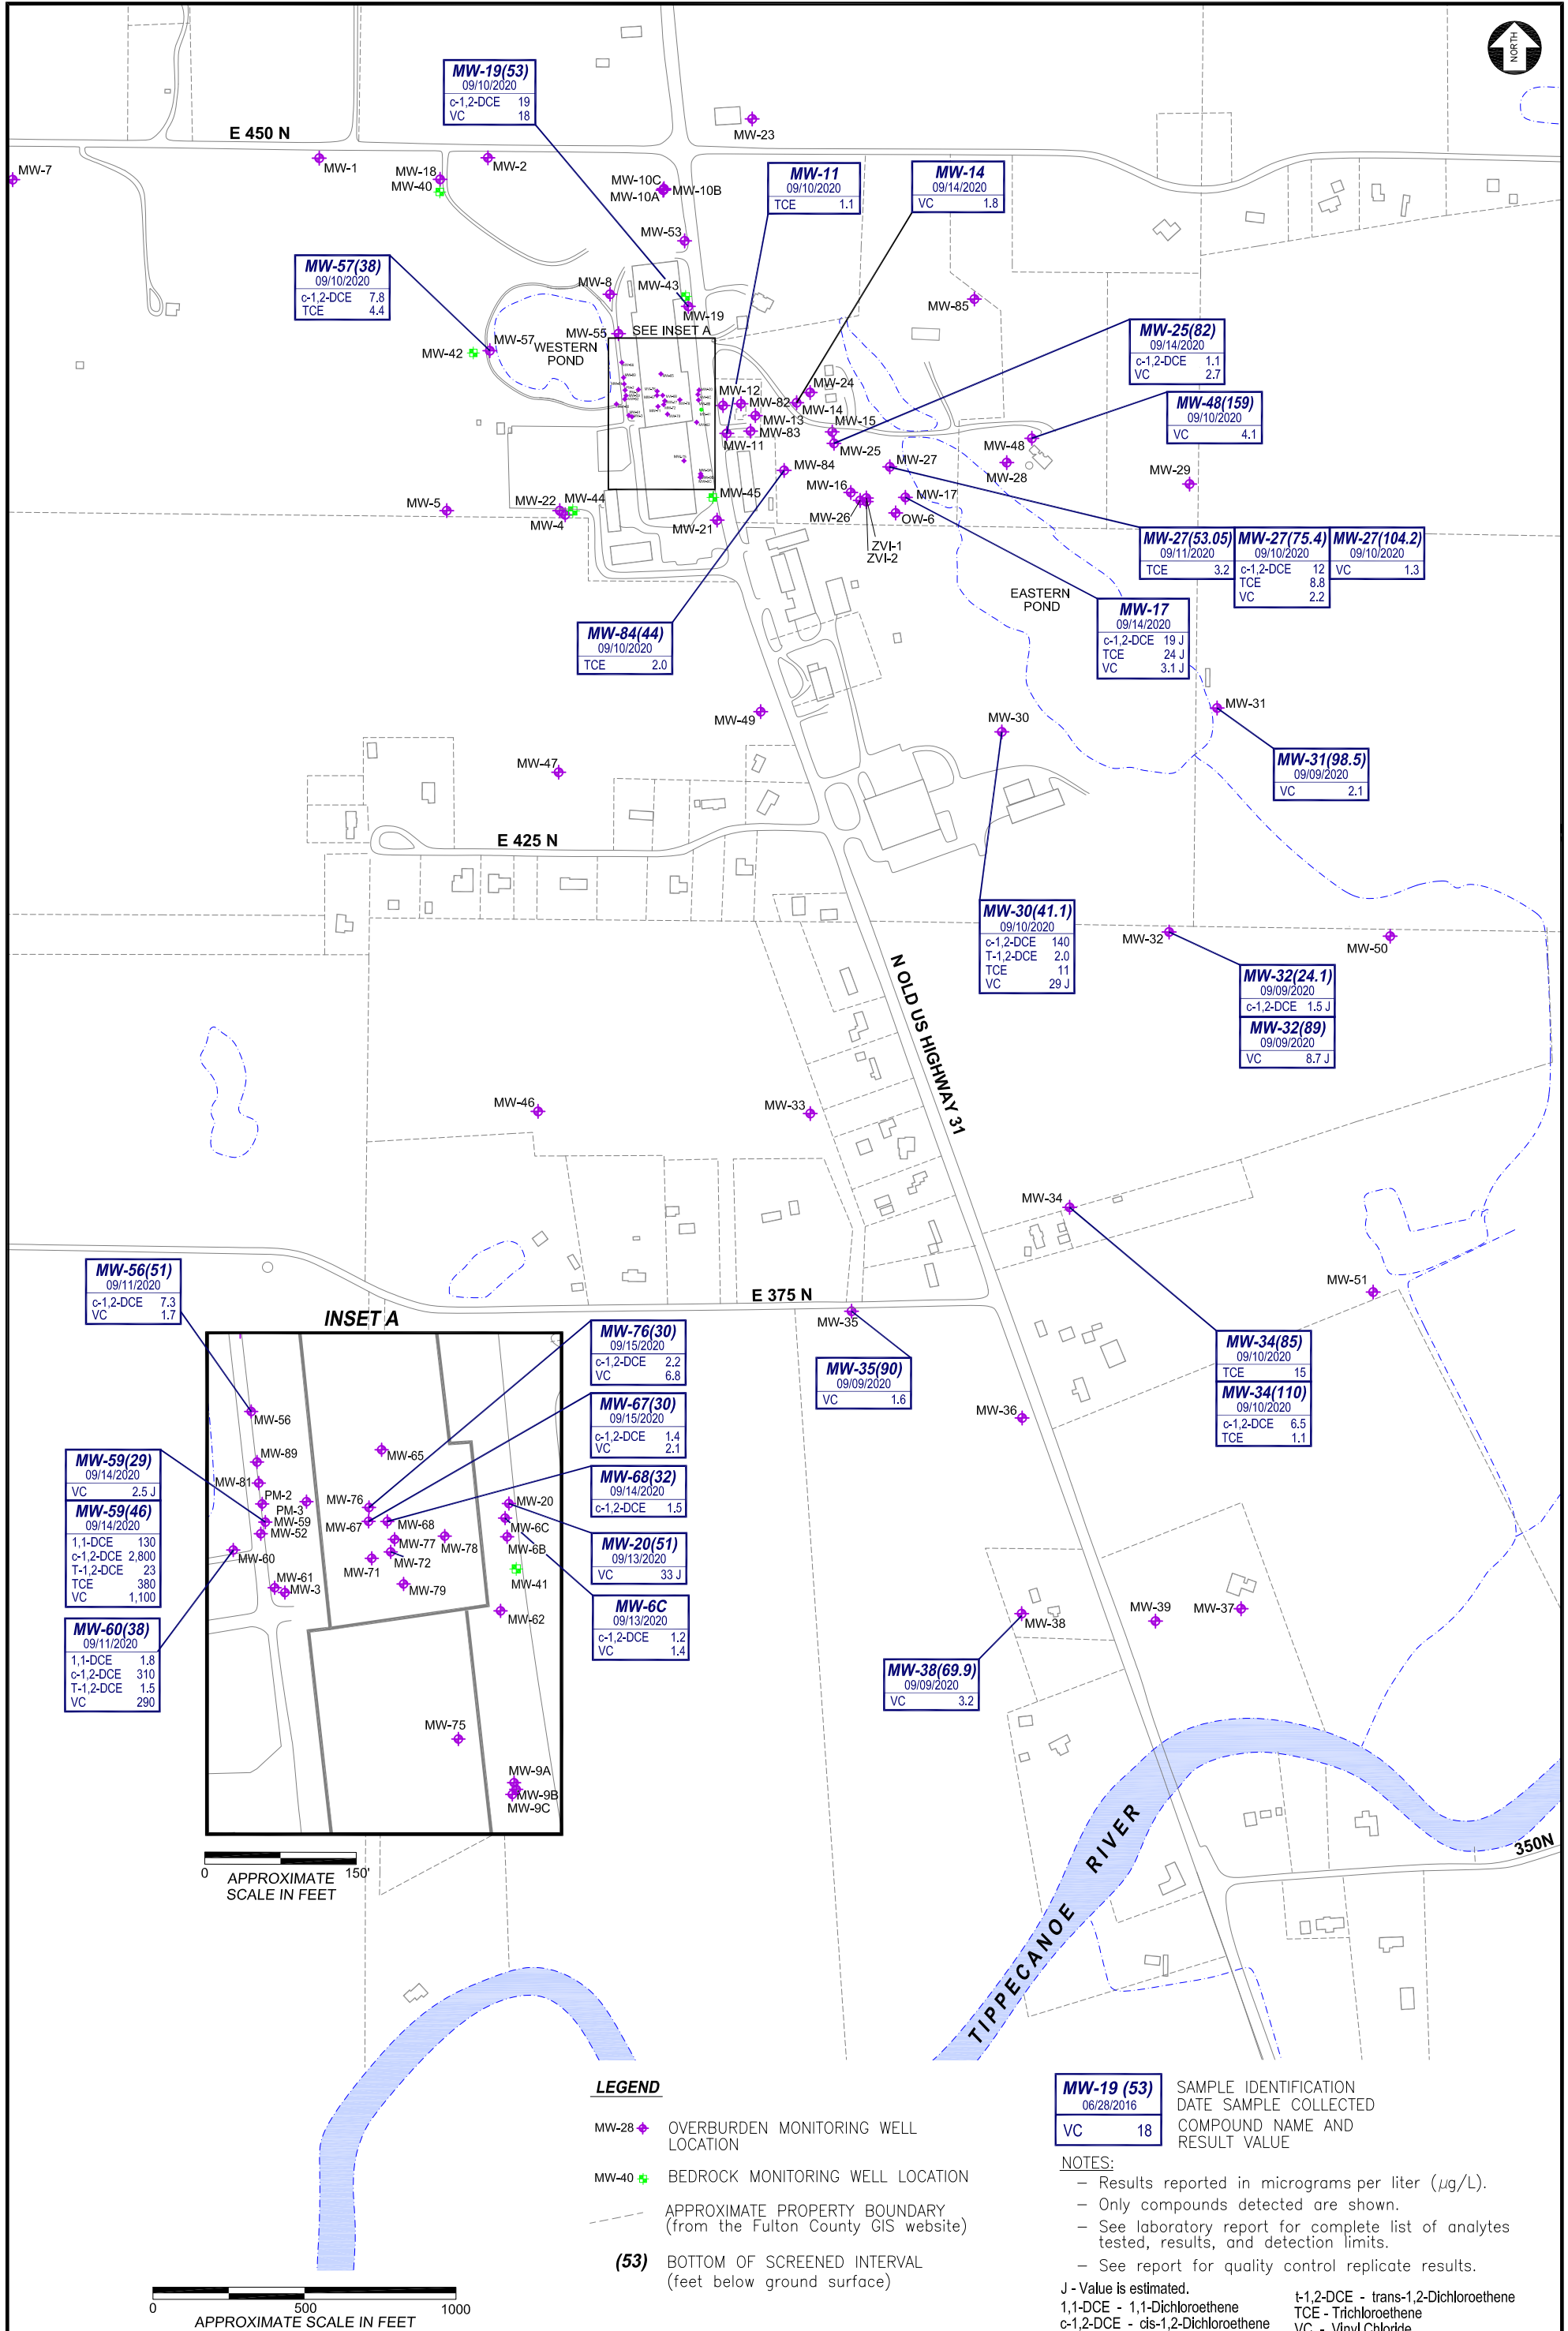 NORTH
MW-19(53)
09/10/2020
c-1,2-DCE 19
VC 18
MW-23
E 450 N
MW-7
MW-1
MW-18
MW-40
MW-2
MW-10C
MW-10A
MW-10B
MW-11
09/10/2020
TCE 1.1
MW-14
09/14/2020
VC 1.8
MW-53
MW-57(38)
09/10/2020
c-1,2-DCE 7.8
TCE 4.4
MW-8
MW-43
MW-19
MW-85
MW-55
SEE INSET A
MW-57
MW-42
WESTERN
POND
MW-25(82)
09/14/2020
c-1,2-DCE 1.1
VC 2.7
MW-24
MW-12
MW-82
MW-14
MW-13
MW-83
MW-11
MW-15
MW-25
MW-48(159)
09/10/2020
VC 4.1
MW-48
MW-28
MW-29
MW-84
MW-27
MW-16
MW-26
MW-17
OW-6
ZVI-1
ZVI-2
MW-5
MW-22
MW-44
MW-4
MW-45
MW-21
MW-27(53.05)
09/11/2020
TCE 3.2
MW-27(75.4)
09/10/2020
c-1,2-DCE 12
TCE 8.8
VC 2.2
MW-27(104.2)
09/10/2020
VC 1.3
EASTERN
POND
MW-17
09/14/2020
c-1,2-DCE 19 J
TCE 24 J
VC 3.1 J
MW-84(44)
09/10/2020
TCE 2.0
MW-49
MW-30
MW-31
MW-31(98.5)
09/09/2020
VC 2.1
MW-47
E 425 N
MW-30(41.1)
09/10/2020
c-1,2-DCE 140
T-1,2-DCE 2.0
TCE 11
VC 29 J
MW-32
MW-50
MW-32(24.1)
09/09/2020
c-1,2-DCE 1.5 J
MW-32(89)
09/09/2020
VC 8.7 J
N OLD US HIGHWAY 31
MW-46
MW-33
MW-34
MW-51
E 375 N
MW-35
MW-35(90)
09/09/2020
VC 1.6
MW-34(85)
09/10/2020
TCE 15
MW-34(110)
09/10/2020
c-1,2-DCE 6.5
TCE 1.1
MW-36
MW-38
MW-39
MW-37
MW-38(69.9)
09/09/2020
VC 3.2
MW-56(51)
09/11/2020
c-1,2-DCE 7.3
VC 1.7
INSET A
MW-76(30)
09/15/2020
c-1,2-DCE 2.2
VC 6.8
MW-67(30)
09/15/2020
c-1,2-DCE 1.4
VC 2.1
MW-68(32)
09/14/2020
c-1,2-DCE 1.5
MW-20(51)
09/13/2020
VC 33 J
MW-6C
09/13/2020
c-1,2-DCE 1.2
VC 1.4
MW-59(29)
09/14/2020
VC 2.5 J
MW-59(46)
09/14/2020
1,1-DCE 130
c-1,2-DCE 2,800
T-1,2-DCE 23
TCE 380
VC 1,100
MW-60(38)
09/11/2020
1,1-DCE 1.8
c-1,2-DCE 310
T-1,2-DCE 1.5
VC 290
MW-56
MW-89
MW-81
PM-2
PM-3
MW-59
MW-52
MW-60
MW-61
MW-3
MW-65
MW-76
MW-67
MW-68
MW-77
MW-78
MW-72
MW-71
MW-79
MW-20
MW-6C
MW-6B
MW-41
MW-62
MW-75
MW-9A
MW-9B
MW-9C
0 150'
APPROXIMATE
SCALE IN FEET
TIPPECANOE RIVER
350N
LEGEND
MW-28 OVERBURDEN MONITORING WELL
LOCATION
MW-40 BEDROCK MONITORING WELL LOCATION
APPROXIMATE PROPERTY BOUNDARY
(from the Fulton County GIS website)
(53) BOTTOM OF SCREENED INTERVAL
(feet below ground surface)
MW-19 (53)
06/28/2016
VC 18
SAMPLE IDENTIFICATION
DATE SAMPLE COLLECTED
COMPOUND NAME AND
RESULT VALUE
NOTES:
– Results reported in micrograms per liter (µg/L).
– Only compounds detected are shown.
– See laboratory report for complete list of analytes
tested, results, and detection limits.
– See report for quality control replicate results.
J - Value is estimated.
1,1-DCE - 1,1-Dichloroethene
c-1,2-DCE - cis-1,2-Dichloroethene
t-1,2-DCE - trans-1,2-Dichloroethene
TCE - Trichloroethene
VC - Vinyl Chloride
0 500 1000
APPROXIMATE SCALE IN FEET